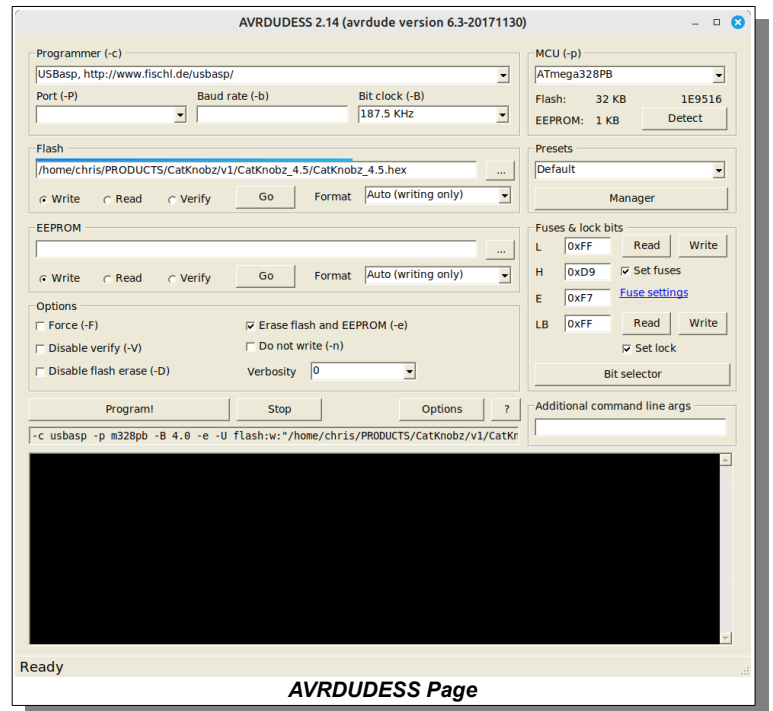 AVRDUDESS 2.14 (avrdude version 6.3-20171130)
Programmer (-c)
USBasp, http://www.fischl.de/usbasp/
Port (-P) Baud rate (-b) Bit clock (-B)
187.5 KHz
MCU (-p)
ATmega328PB
Flash: 32 KB 1E9516
EEPROM: 1 KB Detect
Flash
/home/chris/PRODUCTS/CatKnobz/v1/CatKnobz_4.5/CatKnobz_4.5.hex ...
Write Read Verify Go Format Auto (writing only)
Presets
Default
Manager
EEPROM
...
Write Read Verify Go Format Auto (writing only)
Fuses & lock bits
L 0xFF Read Write
H 0xD9 Set fuses
E 0xF7 Fuse settings
LB 0xFF Read Write
Set lock
Bit selector
Options
Force (-F) Erase flash and EEPROM (-e)
Disable verify (-V) Do not write (-n)
Disable flash erase (-D) Verbosity 0
Program! Stop Options ?
Additional command line args
-c usbasp -p m328pb -B 4.0 -e -U flash:w:"/home/chris/PRODUCTS/CatKnobz/v1/CatKn
Ready
AVRDUDESS Page